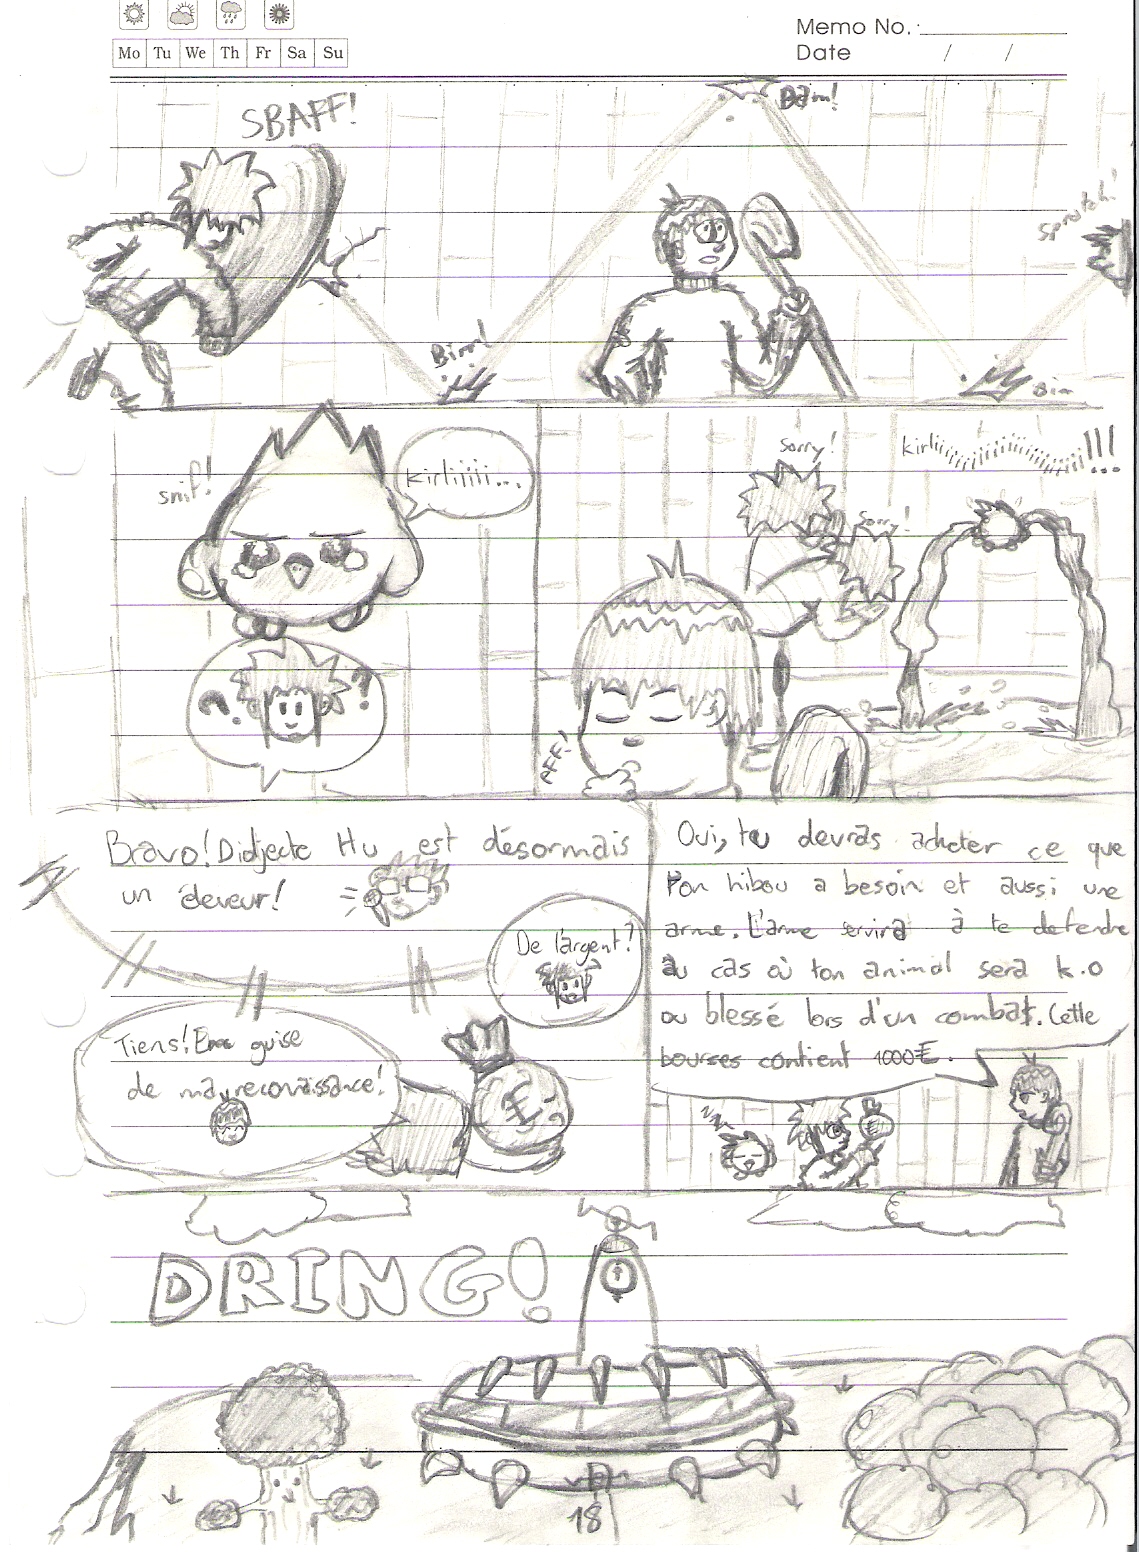 Memo No.
Mo Tu We Th Fr Sa Su
Date / /
SBAFF!
Bam!
Sprotch!
Bim!
Bim
snif!
kirliiiii...
? ?
Sorry!
Sorry!
kirliiiiiiiiiiiiiiiiiiiii!!!...
PFF!
Bravo! Didjecte Hu est désormais
un éleveur!
De l'argent?
Tiens! En guise
de ma reconaissance!
Oui, tu devras acheter ce que
ton hibou a besoin et aussi une
arme. L'arme servira à te defendre
au cas où ton animal sera k.o
ou blessé lors d'un combat. Cette
bourses contient 1000€.
€
€
DRING!
18